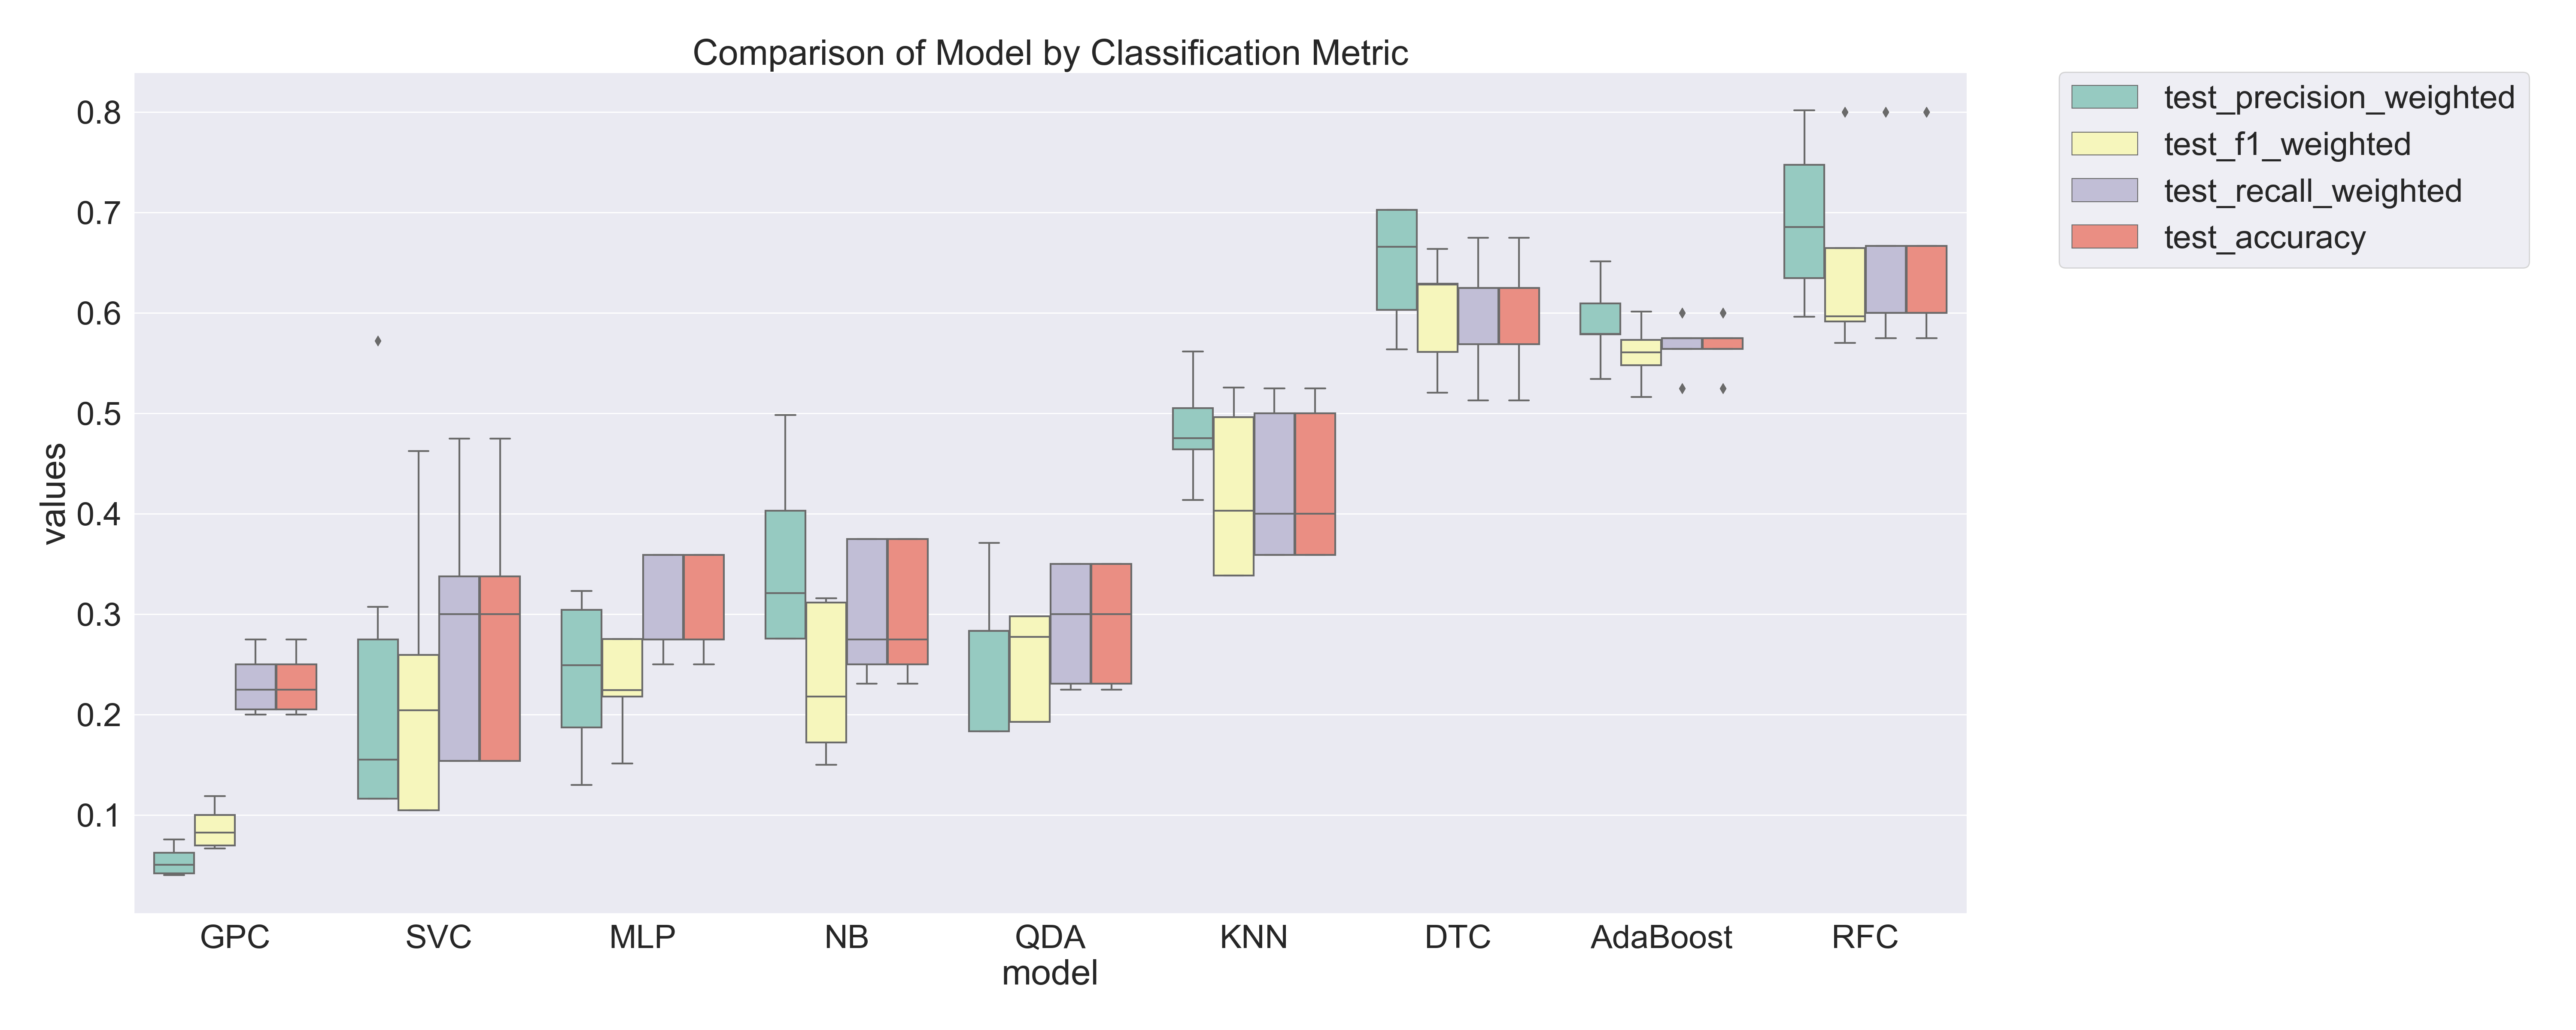 Comparison of Model by Classification Metric
values
0.8
0.7
0.6
0.5
0.4
0.3
0.2
0.1
GPC SVC MLP NB QDA KNN DTC AdaBoost RFC
model
test_precision_weighted
test_f1_weighted
test_recall_weighted
test_accuracy